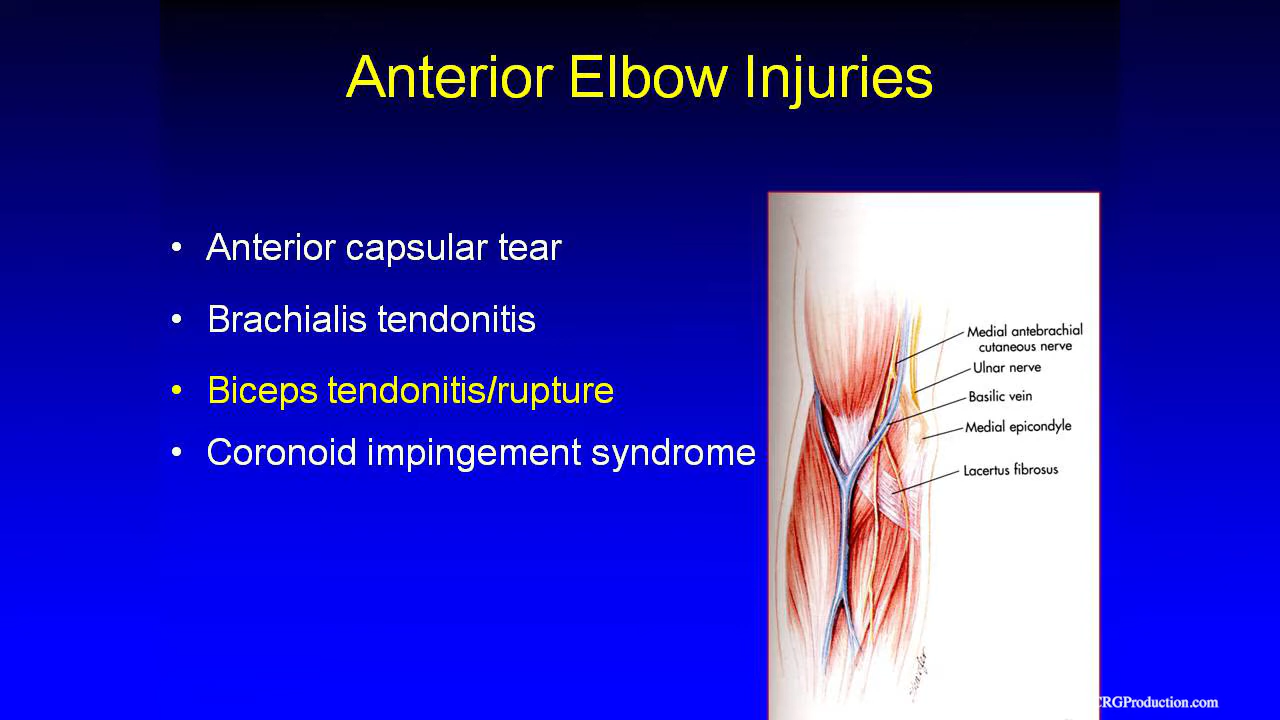 Anterior Elbow Injuries
• Anterior capsular tear
• Brachialis tendonitis
• Biceps tendonitis/rupture
• Coronoid impingement syndrome
Medial antebrachial
cutaneous nerve
Ulnar nerve
Basilic vein
Medial epicondyle
Lacertus fibrosus
CRGProduction.com